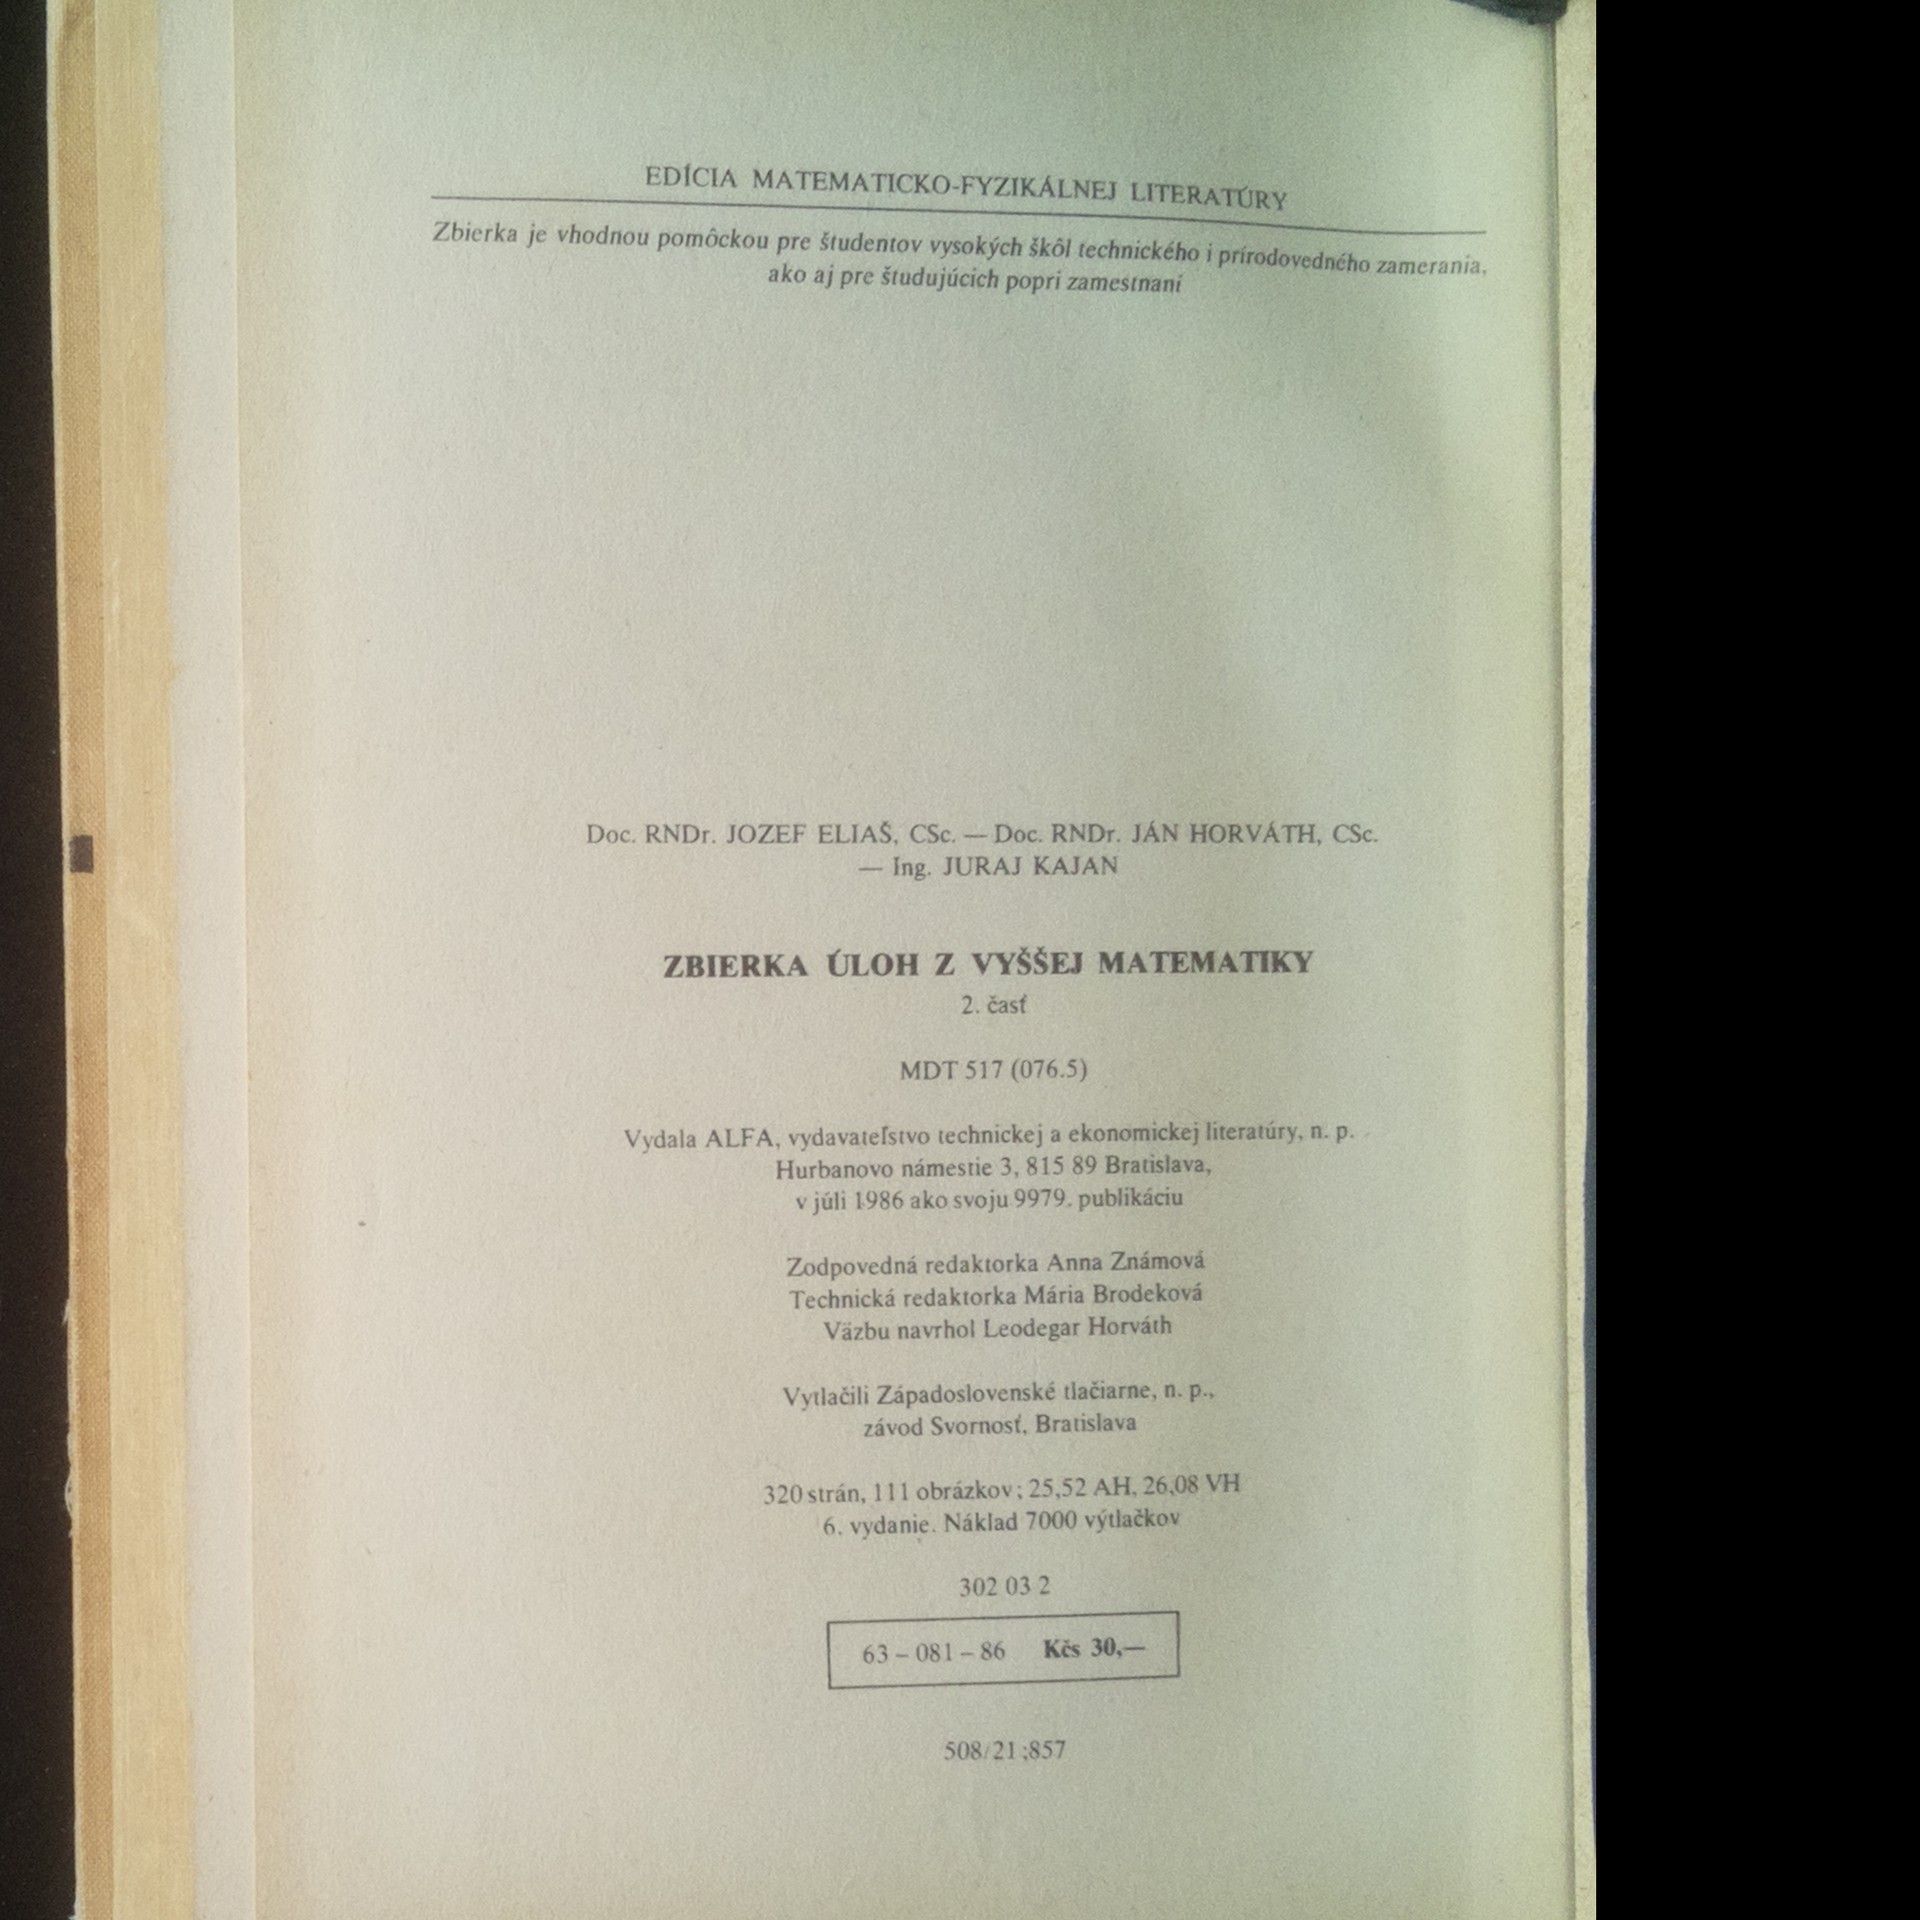 EDÍCIA MATEMATICKO-FYZIKÁLNEJ LITERATÚRY
Zbierka je vhodnou pomôckou pre študentov vysokých škôl technického i prírodovedného zamerania,
ako aj pre študujúcich popri zamestnaní
Doc. RNDr. JOZEF ELIAŠ, CSc. — Doc. RNDr. JÁN HORVÁTH, CSc.
— Ing. JURAJ KAJAN
ZBIERKA ÚLOH Z VYŠŠEJ MATEMATIKY
2. časť
MDT 517 (076.5)
Vydala ALFA, vydavateľstvo technickej a ekonomickej literatúry, n. p.
Hurbanovo námestie 3, 815 89 Bratislava,
v júli 1986 ako svoju 9979. publikáciu
Zodpovedná redaktorka Anna Známová
Technická redaktorka Mária Brodeková
Väzbu navrhol Leodegar Horváth
Vytlačili Západoslovenské tlačiarne, n. p.,
závod Svornosť, Bratislava
320 strán, 111 obrázkov; 25,52 AH, 26,08 VH
6. vydanie. Náklad 7000 výtlačkov
302 03 2
63 – 081 – 86 Kčs 30,—
508/21;857